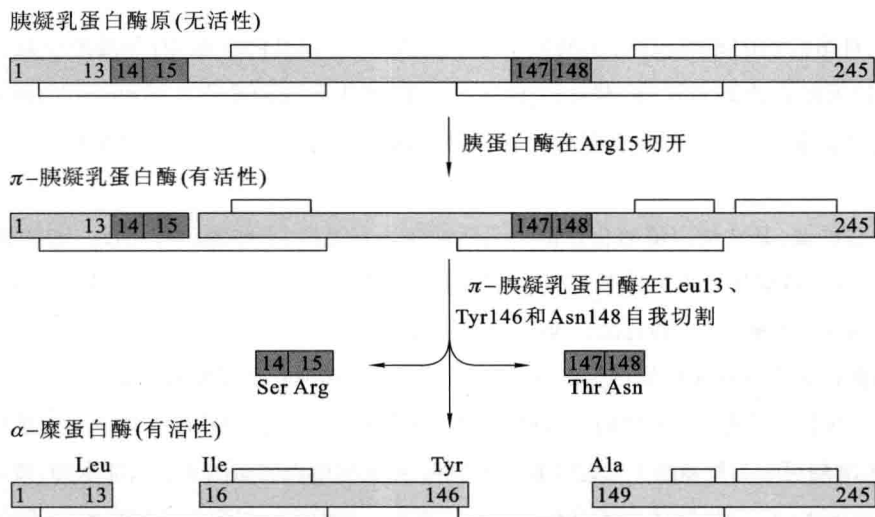 胰凝乳蛋白酶原(无活性)
1 13 14 15 147 148 245
胰蛋白酶在Arg15切开
π-胰凝乳蛋白酶(有活性)
1 13 14 15 147 148 245
π-胰凝乳蛋白酶在Leu13、
Tyr146和Asn148自我切割
14 15 147 148
Ser Arg Thr Asn
α-糜蛋白酶(有活性)
Leu Ile Tyr Ala
1 13 16 146 149 245